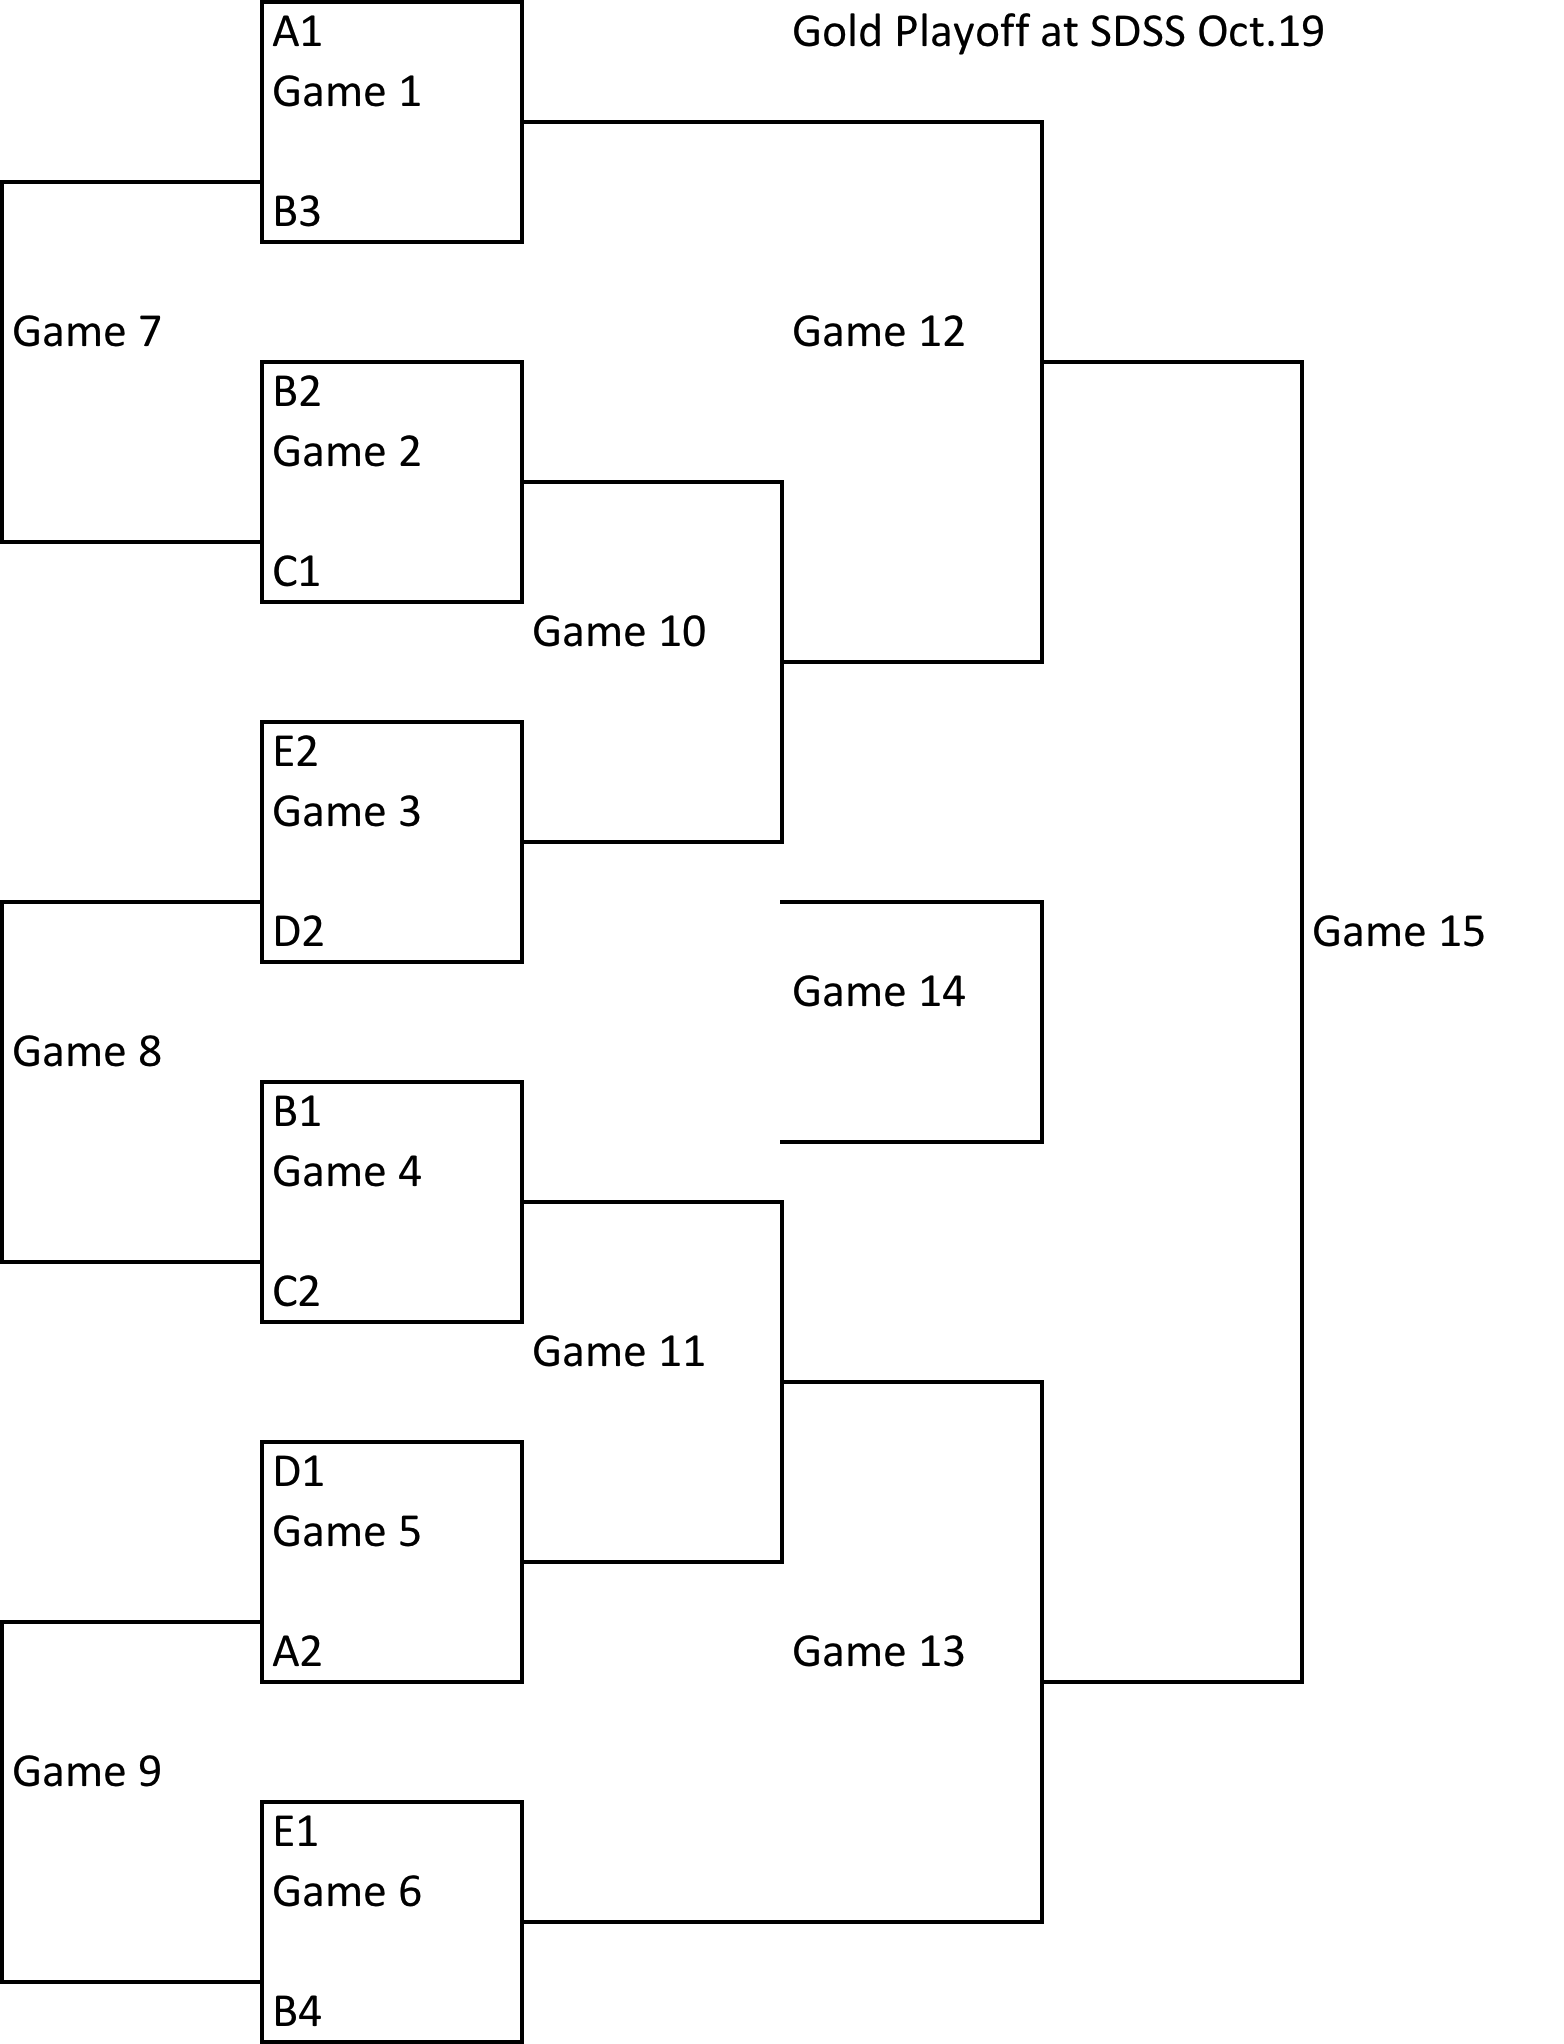 A1
Gold Playoff at SDSS Oct.19
Game 1
B3
Game 7
Game 12
B2
Game 2
C1
Game 10
E2
Game 3
D2
Game 15
Game 14
Game 8
B1
Game 4
C2
Game 11
D1
Game 5
A2
Game 13
Game 9
E1
Game 6
B4